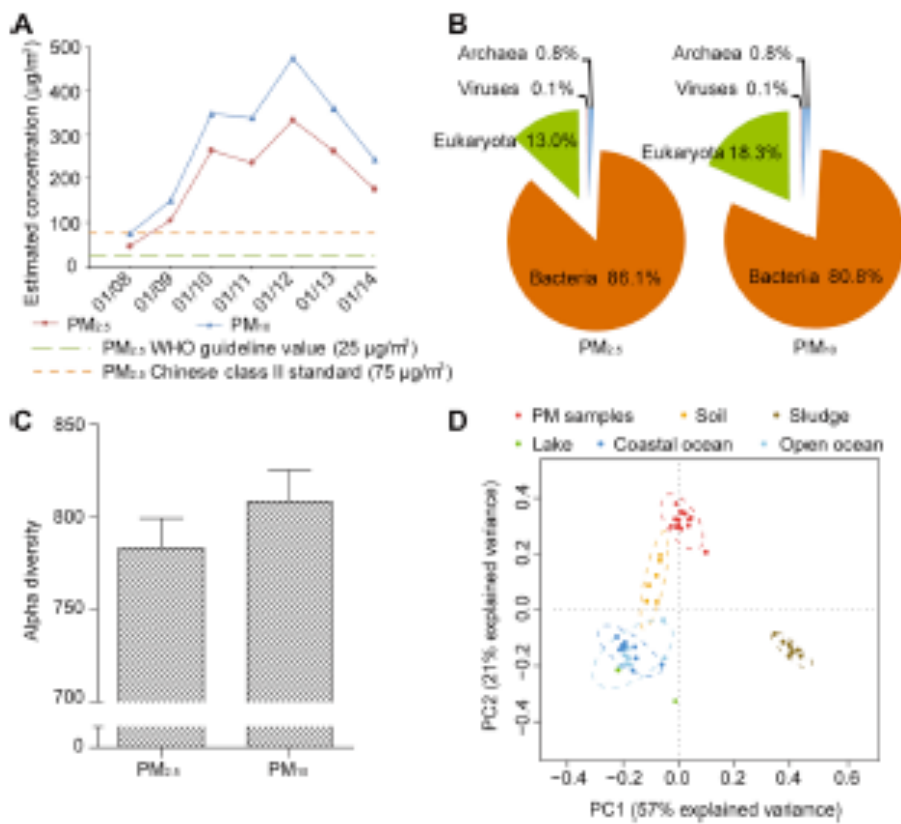 A
Estimated concentration (μg/m³)
500
400
300
200
100
0
01/08
01/09
01/10
01/11
01/12
01/13
01/14
PM2.5
PM10
PM2.5 WHO guideline value (25 μg/m³)
PM2.5 Chinese class II standard (75 μg/m³)
B
Archaea 0.8%
Viruses 0.1%
Eukaryota 13.0%
Bacteria 86.1%
PM2.5
Archaea 0.8%
Viruses 0.1%
Eukaryota 18.3%
Bacteria 80.8%
PM10
C
Alpha diversity
850
800
750
700
0
PM2.5
PM10
D
PM samples
Soil
Sludge
Lake
Coastal ocean
Open ocean
PC2 (21% explained variance)
0.4
0.2
0.0
−0.2
−0.4
−0.4
−0.2
0.0
0.2
0.4
0.6
PC1 (57% explained variance)